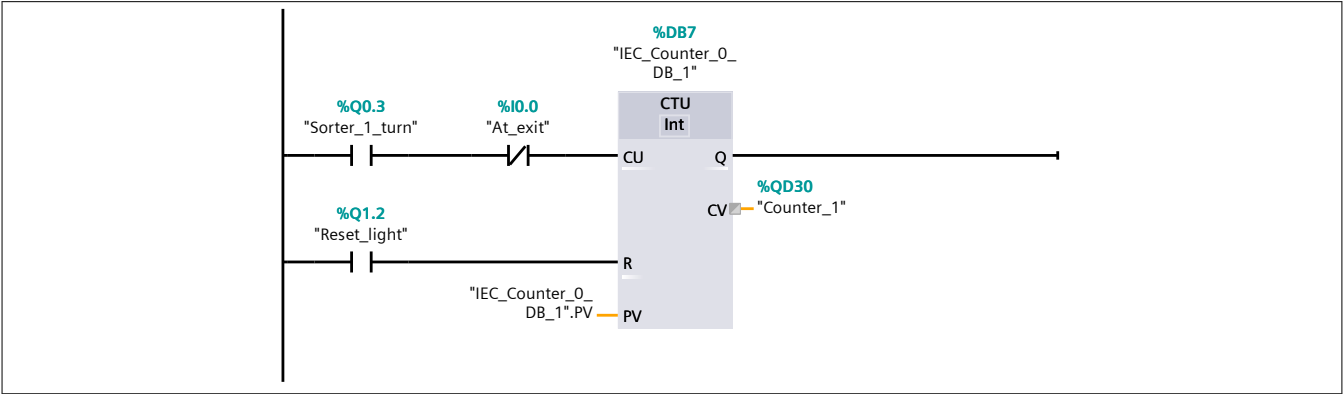 %DB7
"IEC_Counter_0_
DB_1"
%Q0.3
"Sorter_1_turn"
%I0.0
"At_exit"
CTU
Int
CU
Q
%QD30
CV
"Counter_1"
%Q1.2
"Reset_light"
R
"IEC_Counter_0_
DB_1".PV
PV